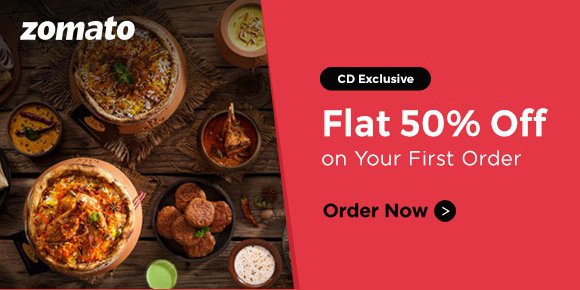 zomato
CD Exclusive
Flat 50% Off
on Your First Order
Order Now >